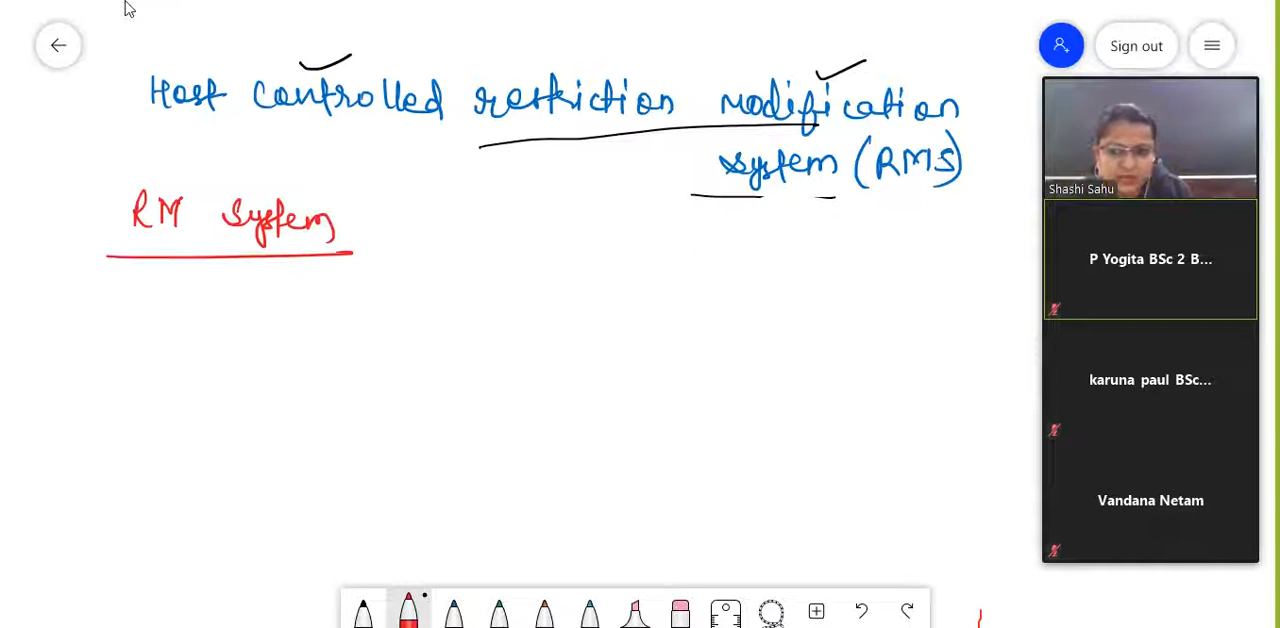 Sign out
Host controlled restriction modification
system (RMS)
RM System
Shashi Sahu
P Yogita BSc 2 B...
karuna paul BSc...
Vandana Netam